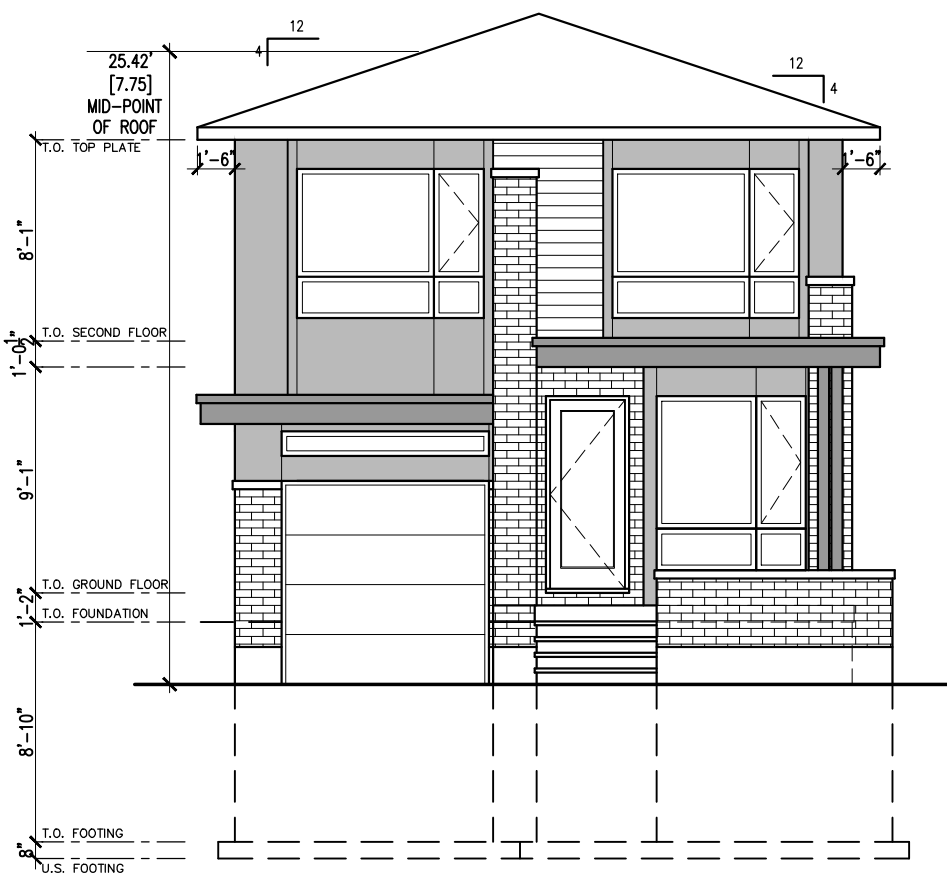 12
4
25.42'
[7.75]
MID-POINT
OF ROOF
12
4
T.O. TOP PLATE
1'-6"
1'-6"
8'-1"
T.O. SECOND FLOOR
1'-0½"
9'-1"
T.O. GROUND FLOOR
1'-2"
T.O. FOUNDATION
8'-10"
T.O. FOOTING
8"
U.S. FOOTING